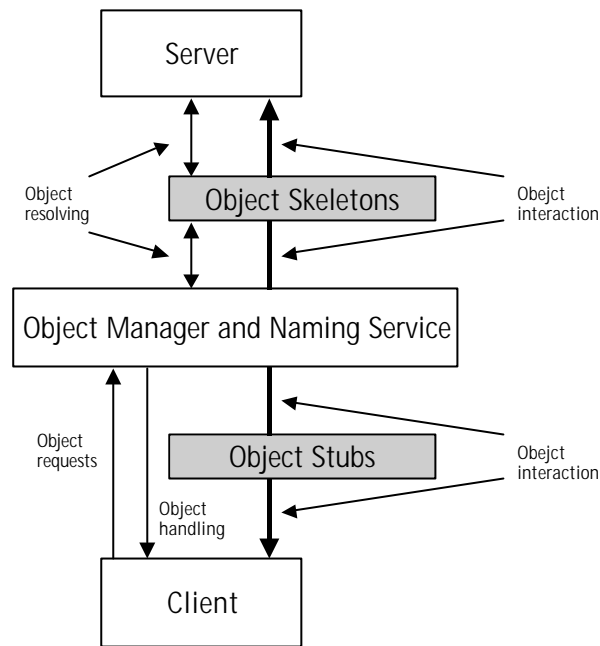 Server
Object
resolving
Obejct
interaction
Object Skeletons
Object Manager and Naming Service
Object
requests
Object Stubs
Obejct
interaction
Object
handling
Client